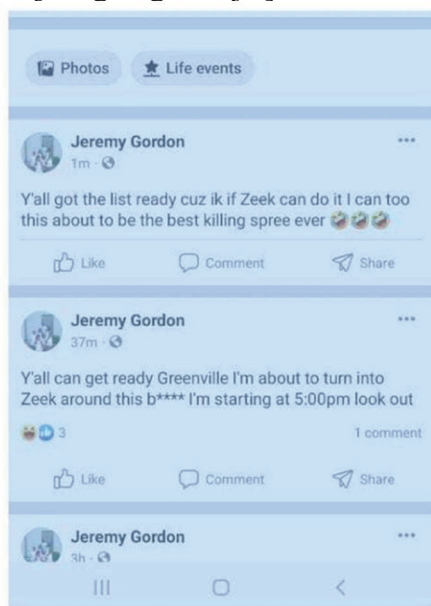 Photos Life events
Jeremy Gordon
1m
Y'all got the list ready cuz ik if Zeek can do it I can too
this about to be the best killing spree ever 🤣🤣🤣
Like Comment Share
Jeremy Gordon
37m
Y'all can get ready Greenville I'm about to turn into
Zeek around this b**** I'm starting at 5:00pm look out
3 1 comment
Like Comment Share
Jeremy Gordon
3h